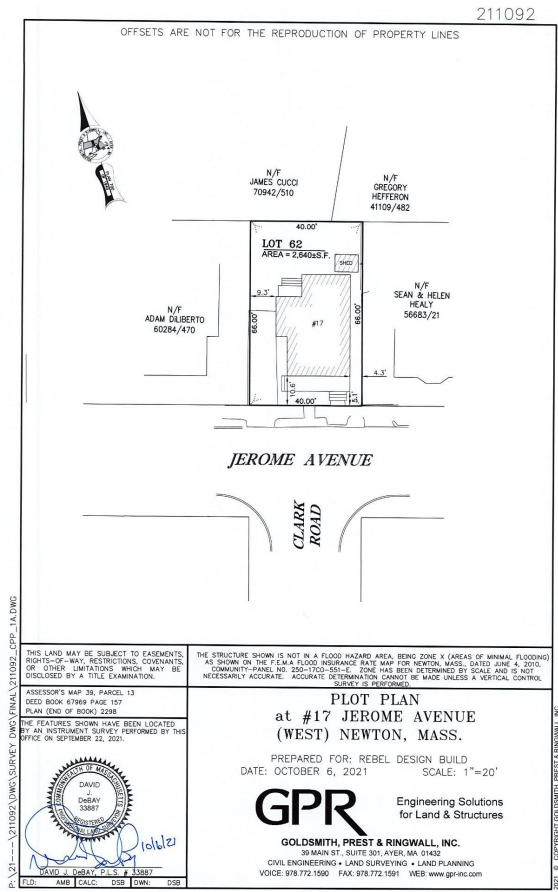 211092
OFFSETS ARE NOT FOR THE REPRODUCTION OF PROPERTY LINES
N/F
JAMES CUCCI
70942/510
N/F
GREGORY
HEFFERON
41109/482
40.00'
LOT 62
AREA = 2,640±S.F.
SHED
9.3'
N/F
ADAM DiLIBERTO
60284/470
66.00'
#17
66.00'
N/F
SEAN & HELEN
HEALY
56683/21
4.3'
10.6'
5.1'
40.00'
JEROME AVENUE
CLARK
ROAD
THIS LAND MAY BE SUBJECT TO EASEMENTS,
RIGHTS-OF-WAY, RESTRICTIONS, COVENANTS,
OR OTHER LIMITATIONS WHICH MAY BE
DISCLOSED BY A TITLE EXAMINATION.
THE STRUCTURE SHOWN IS NOT IN A FLOOD HAZARD AREA, BEING ZONE X (AREAS OF MINIMAL FLOODING)
AS SHOWN ON THE F.E.M.A FLOOD INSURANCE RATE MAP FOR NEWTON, MASS., DATED JUNE 4, 2010,
COMMUNITY-PANEL NO. 250-17C0-551-E. ZONE HAS BEEN DETERMINED BY SCALE AND IS NOT
NECESSARILY ACCURATE. ACCURATE DETERMINATION CANNOT BE MADE UNLESS A VERTICAL CONTROL
SURVEY IS PERFORMED.
ASSESSOR'S MAP 39, PARCEL 13
DEED BOOK 67969 PAGE 157
PLAN (END OF BOOK) 2298
THE FEATURES SHOWN HAVE BEEN LOCATED
BY AN INSTRUMENT SURVEY PERFORMED BY THIS
OFFICE ON SEPTEMBER 22, 2021.
COMMONWEALTH OF MASSACHUSETTS
DAVID
J.
DeBAY
33887
REGISTERED
PROFESSIONAL LAND SURVEYOR
10/6/21
DAVID J. DeBAY, P.L.S. # 33887
FLD: AMB CALC: DSB DWN: DSB
PLOT PLAN
at #17 JEROME AVENUE
(WEST) NEWTON, MASS.
PREPARED FOR: REBEL DESIGN BUILD
DATE: OCTOBER 6, 2021 SCALE: 1"=20'
GPR
Engineering Solutions
for Land & Structures
GOLDSMITH, PREST & RINGWALL, INC.
39 MAIN ST., SUITE 301, AYER, MA 01432
CIVIL ENGINEERING • LAND SURVEYING • LAND PLANNING
VOICE: 978.772.1590 FAX: 978.772.1591 WEB: www.gpr-inc.com
P:\21---\211092\DWG\SURVEY DWG\FINAL\211092_CPP_1A.DWG
COPYRIGHT GOLDSMITH, PREST & RINGWALL, INC.